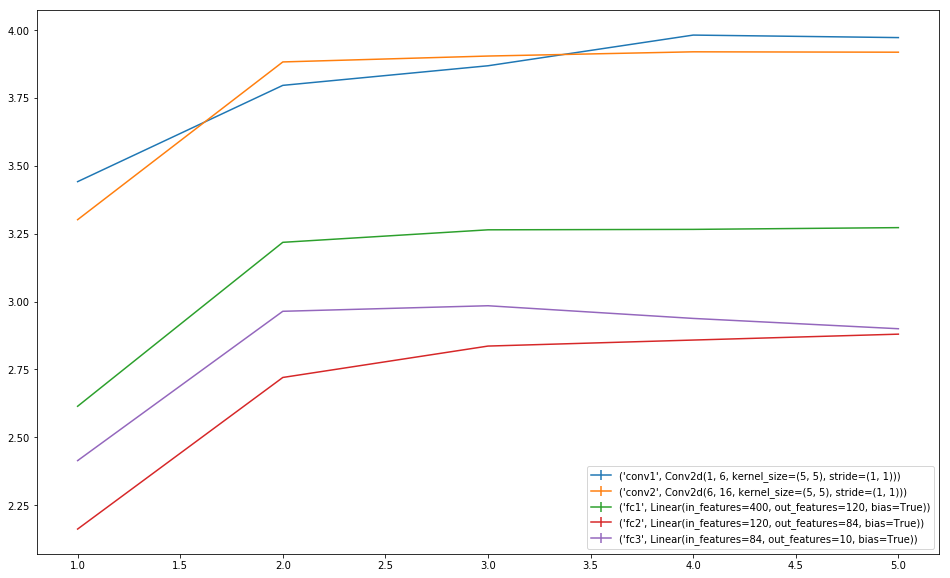 4.00
3.75
3.50
3.25
3.00
2.75
2.50
2.25
('conv1', Conv2d(1, 6, kernel_size=(5, 5), stride=(1, 1)))
('conv2', Conv2d(6, 16, kernel_size=(5, 5), stride=(1, 1)))
('fc1', Linear(in_features=400, out_features=120, bias=True))
('fc2', Linear(in_features=120, out_features=84, bias=True))
('fc3', Linear(in_features=84, out_features=10, bias=True))
1.0 1.5 2.0 2.5 3.0 3.5 4.0 4.5 5.0